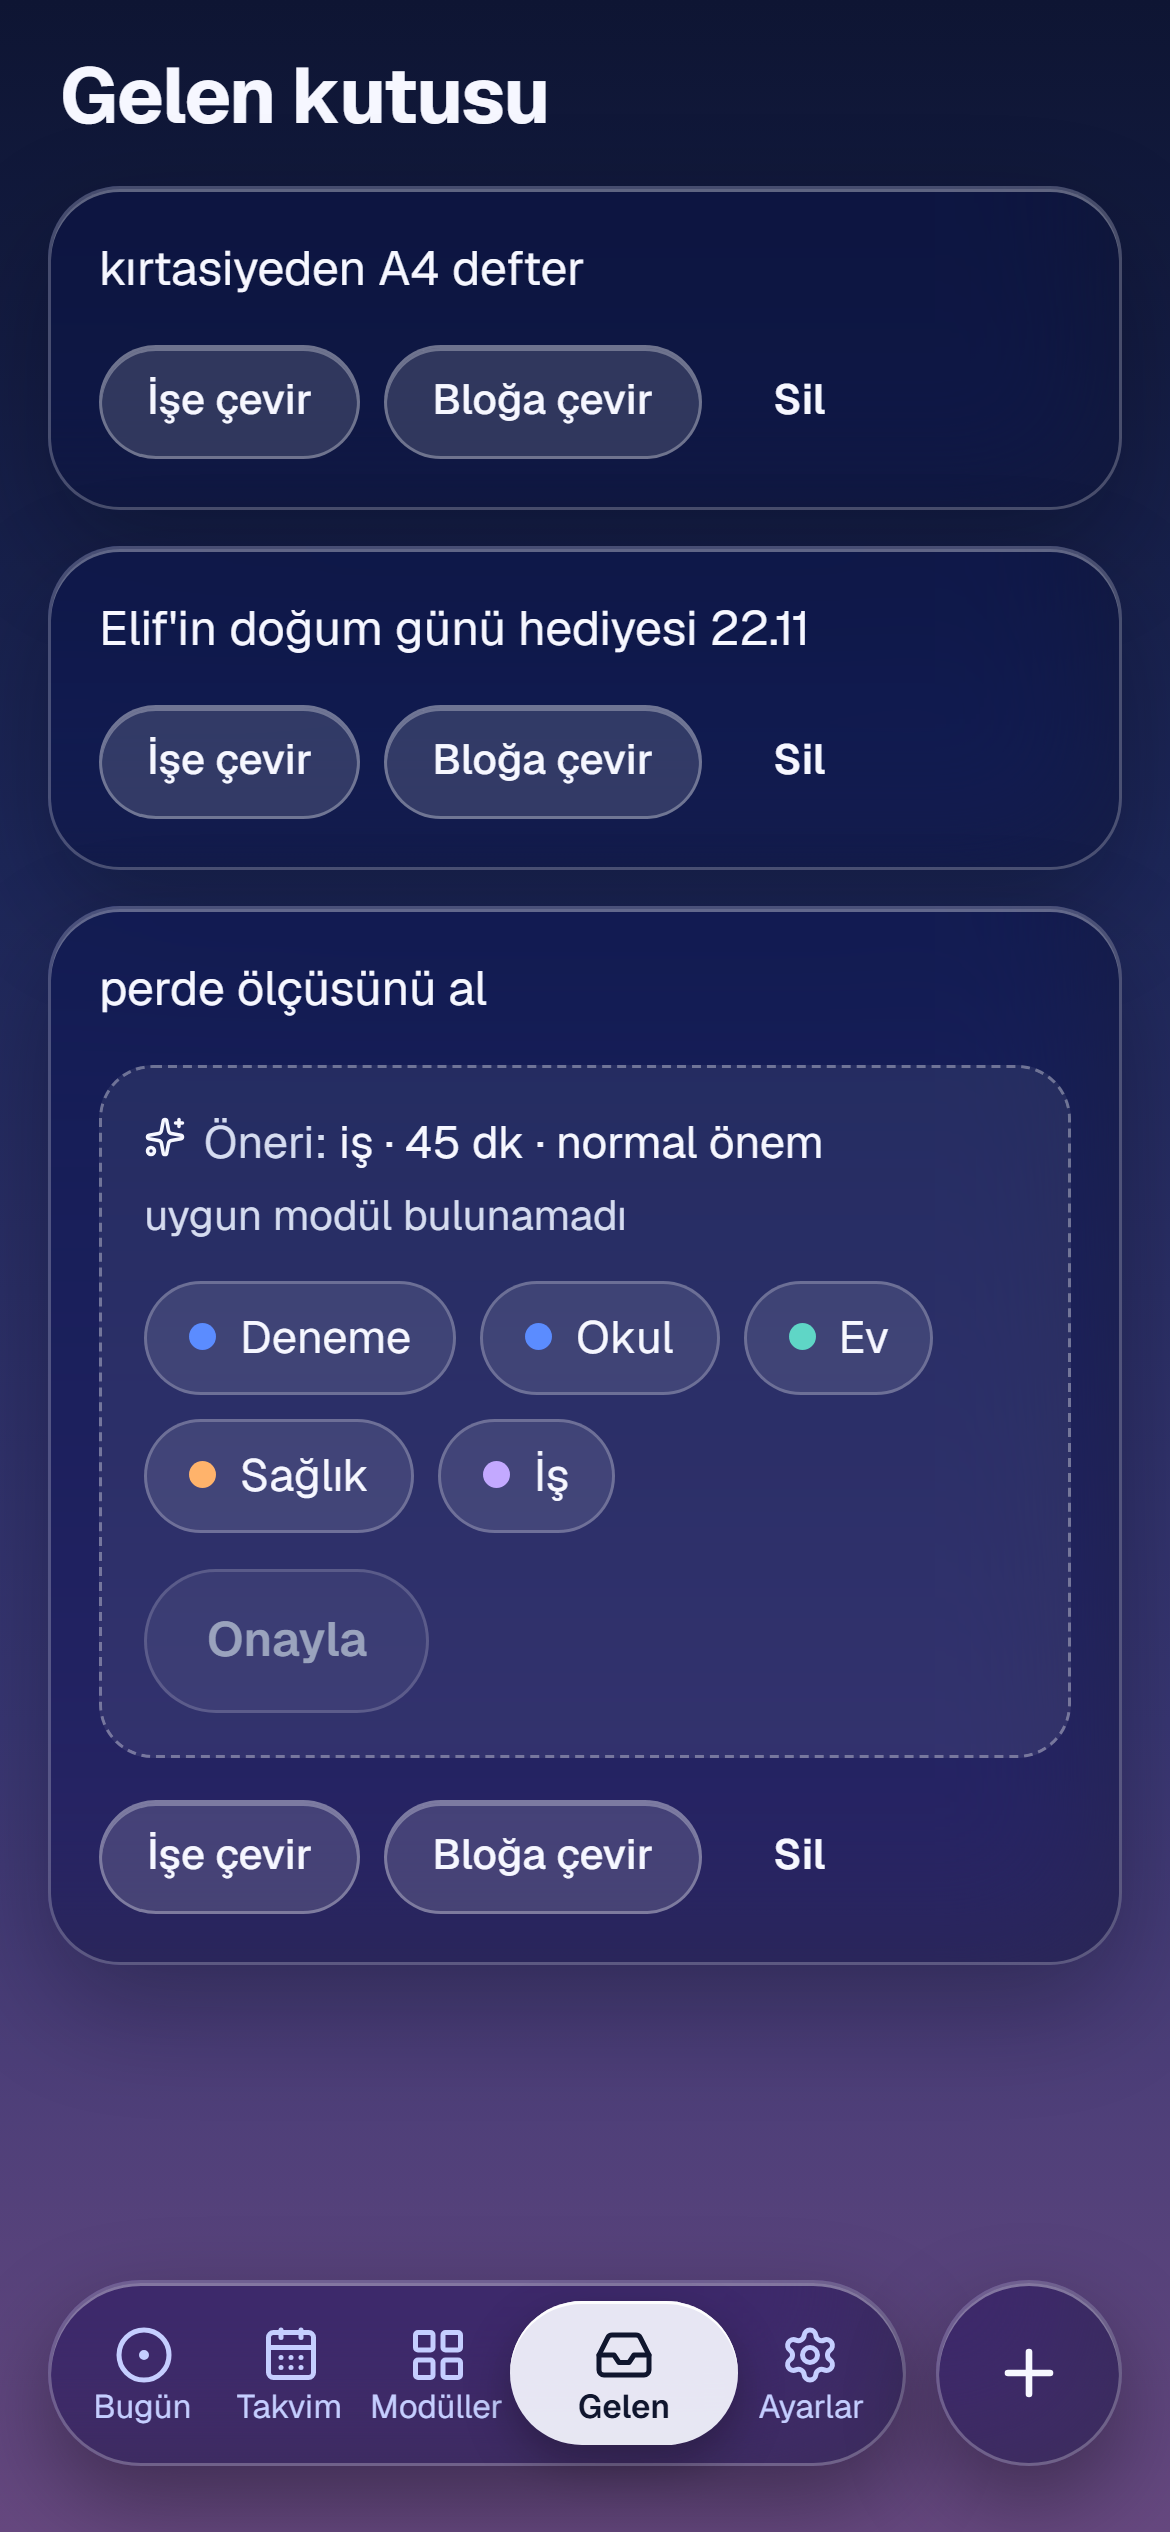 Gelen kutusu
kırtasiyeden A4 defter
İşe çevir Bloğa çevir Sil
Elif'in doğum günü hediyesi 22.11
İşe çevir Bloğa çevir Sil
perde ölçüsünü al
Öneri: iş · 45 dk · normal önem
uygun modül bulunamadı
Deneme Okul Ev
Sağlık İş
Onayla
İşe çevir Bloğa çevir Sil
Bugün Takvim Modüller Gelen Ayarlar